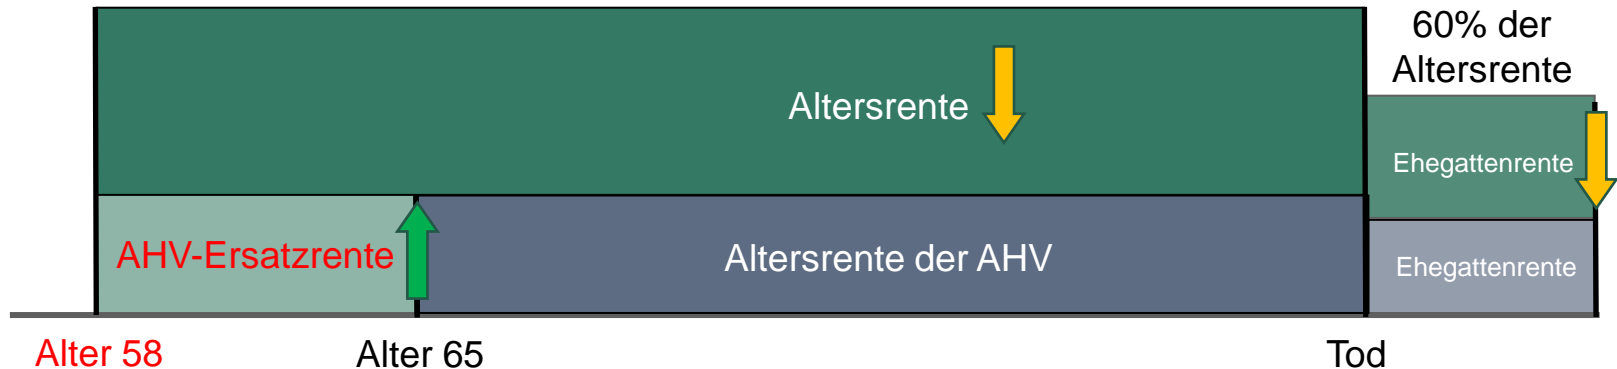 60% der
Altersrente
Altersrente
Ehegattenrente
AHV-Ersatzrente
Altersrente der AHV
Ehegattenrente
Alter 58
Alter 65
Tod